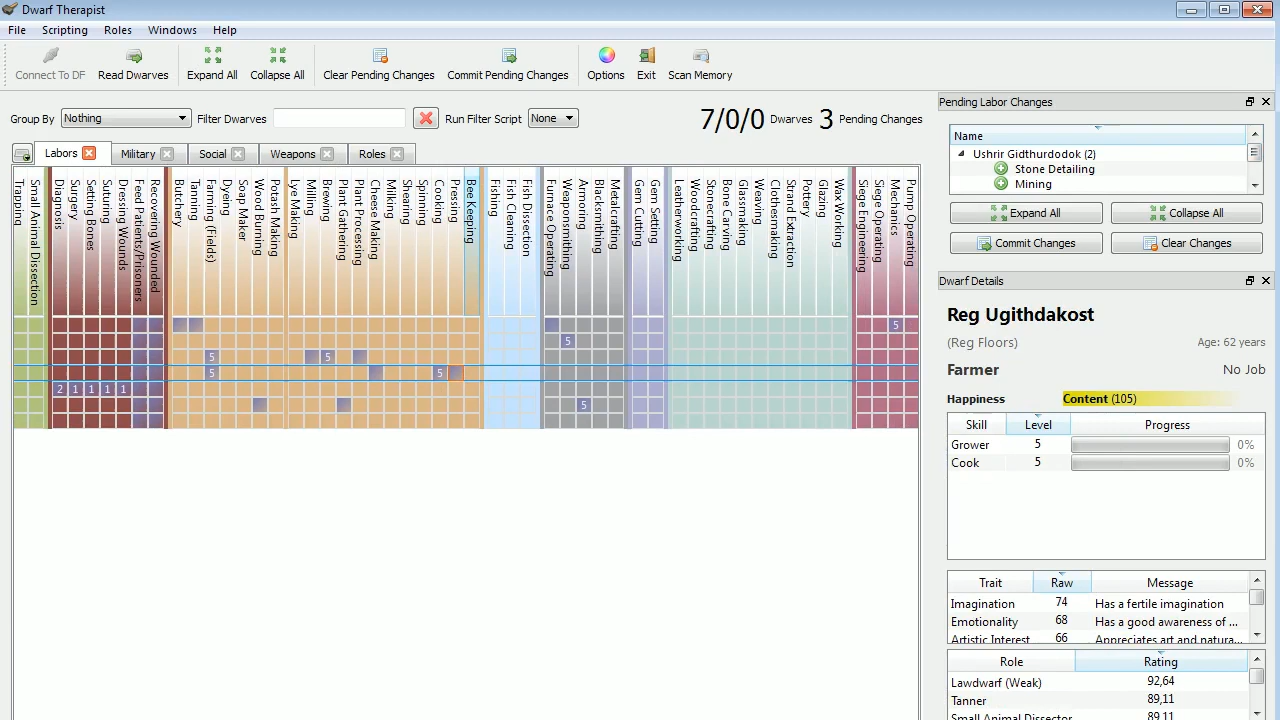 Dwarf Therapist
File Scripting Roles Windows Help
Connect To DF Read Dwarves Expand All Collapse All Clear Pending Changes Commit Pending Changes Options Exit Scan Memory
Group By Nothing Filter Dwarves Run Filter Script None 7/0/0 Dwarves 3 Pending Changes
Labors Military Social Weapons Roles
Trapping
Small Animal Dissection
Diagnosis
Surgery
Setting Bones
Suturing
Dressing Wounds
Feed Patients/Prisoners
Recovering Wounded
Butchery
Tanning
Farming (Fields)
Dyeing
Soap Maker
Wood Burning
Potash Making
Lye Making
Milling
Brewing
Plant Gathering
Plant Processing
Cheese Making
Milking
Shearing
Spinning
Cooking
Pressing
Bee Keeping
Fishing
Fish Cleaning
Fish Dissection
Furnace Operating
Weaponsmithing
Armoring
Blacksmithing
Metalcrafting
Gem Cutting
Gem Setting
Leatherworking
Woodcrafting
Stonecrafting
Bone Carving
Glassmaking
Weaving
Clothesmaking
Strand Extraction
Pottery
Glazing
Wax Working
Siege Engineering
Siege Operating
Mechanics
Pump Operating
5
5
5 5
5 5
2 1 1 1 1
5
Pending Labor Changes
Name
Ushrir Gidthurdodok (2)
Stone Detailing
Mining
Expand All Collapse All
Commit Changes Clear Changes
Dwarf Details
Reg Ugithdakost
(Reg Floors) Age: 62 years
Farmer No Job
Happiness Content (105)
Skill Level Progress
Grower 5 0%
Cook 5 0%
Trait Raw Message
Imagination 74 Has a fertile imagination
Emotionality 68 Has a good awareness of ...
Artistic Interest 66 Appreciates art and natura...
Role Rating
Lawdwarf (Weak) 92,64
Tanner 89,11
Small Animal Dissector 89,11